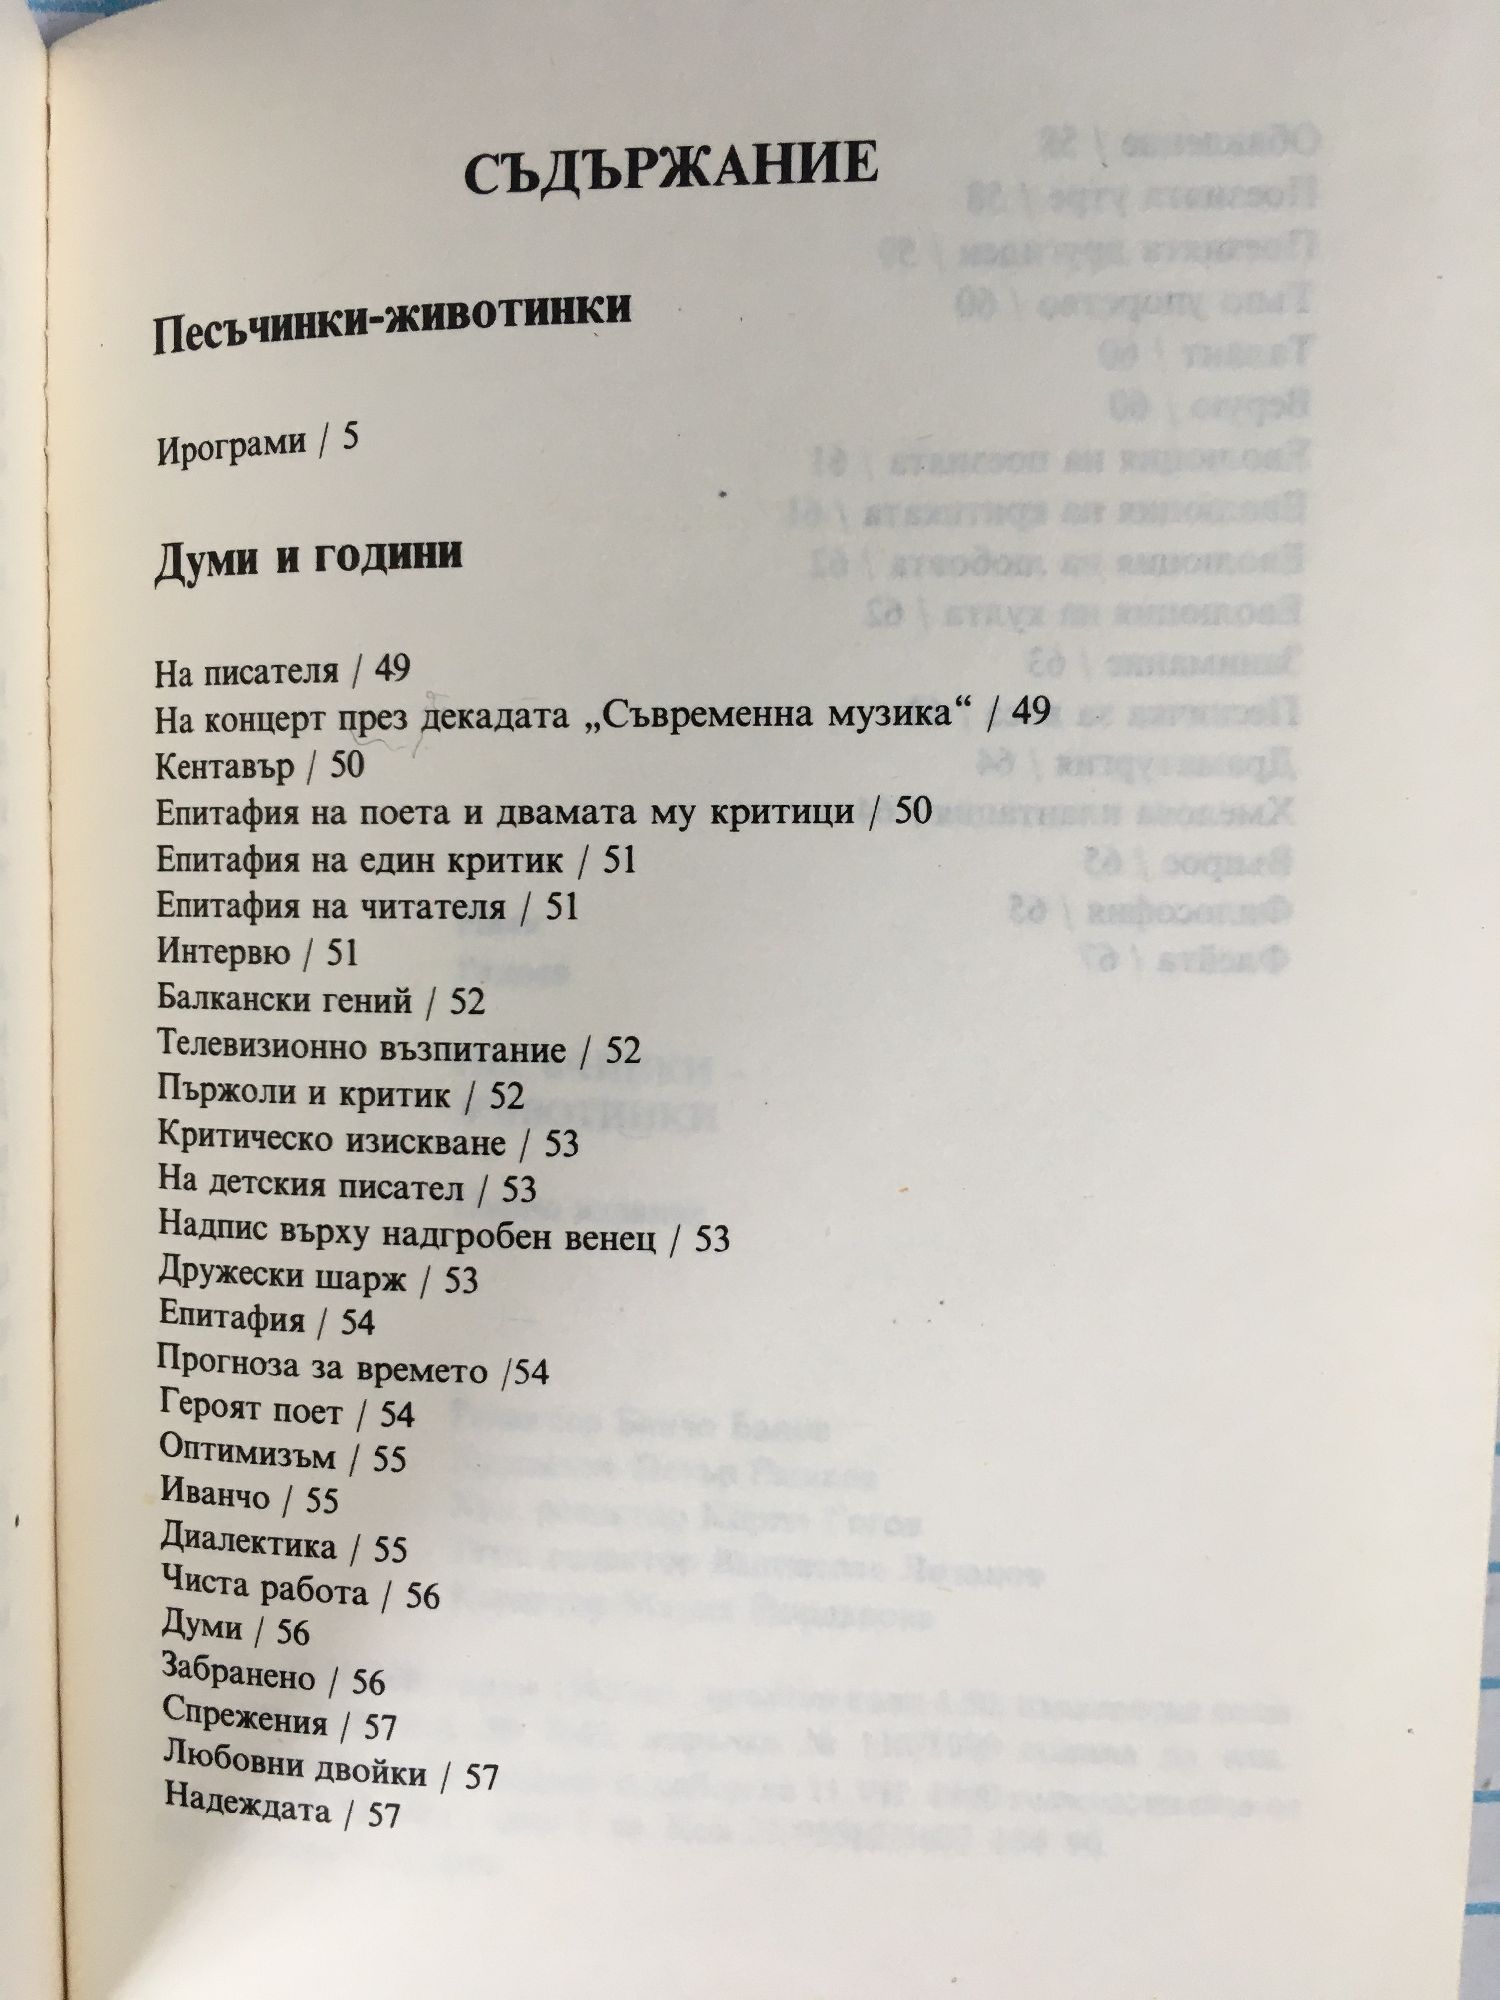 СЪДЪРЖАНИЕ
Песъчинки-животинки
Ирограми / 5
Думи и години
На писателя / 49
На концерт през декадата „Съвременна музика“ / 49
Кентавър / 50
Епитафия на поета и двамата му критици / 50
Епитафия на един критик / 51
Епитафия на читателя / 51
Интервю / 51
Балкански гений / 52
Телевизионно възпитание / 52
Пържоли и критик / 52
Критическо изискване / 53
На детския писател / 53
Надпис върху надгробен венец / 53
Дружески шарж / 53
Епитафия / 54
Прогноза за времето /54
Героят поет / 54
Оптимизъм / 55
Иванчо / 55
Диалектика / 55
Чиста работа / 56
Думи / 56
Забранено / 56
Спрежения / 57
Любовни двойки / 57
Надеждата / 57